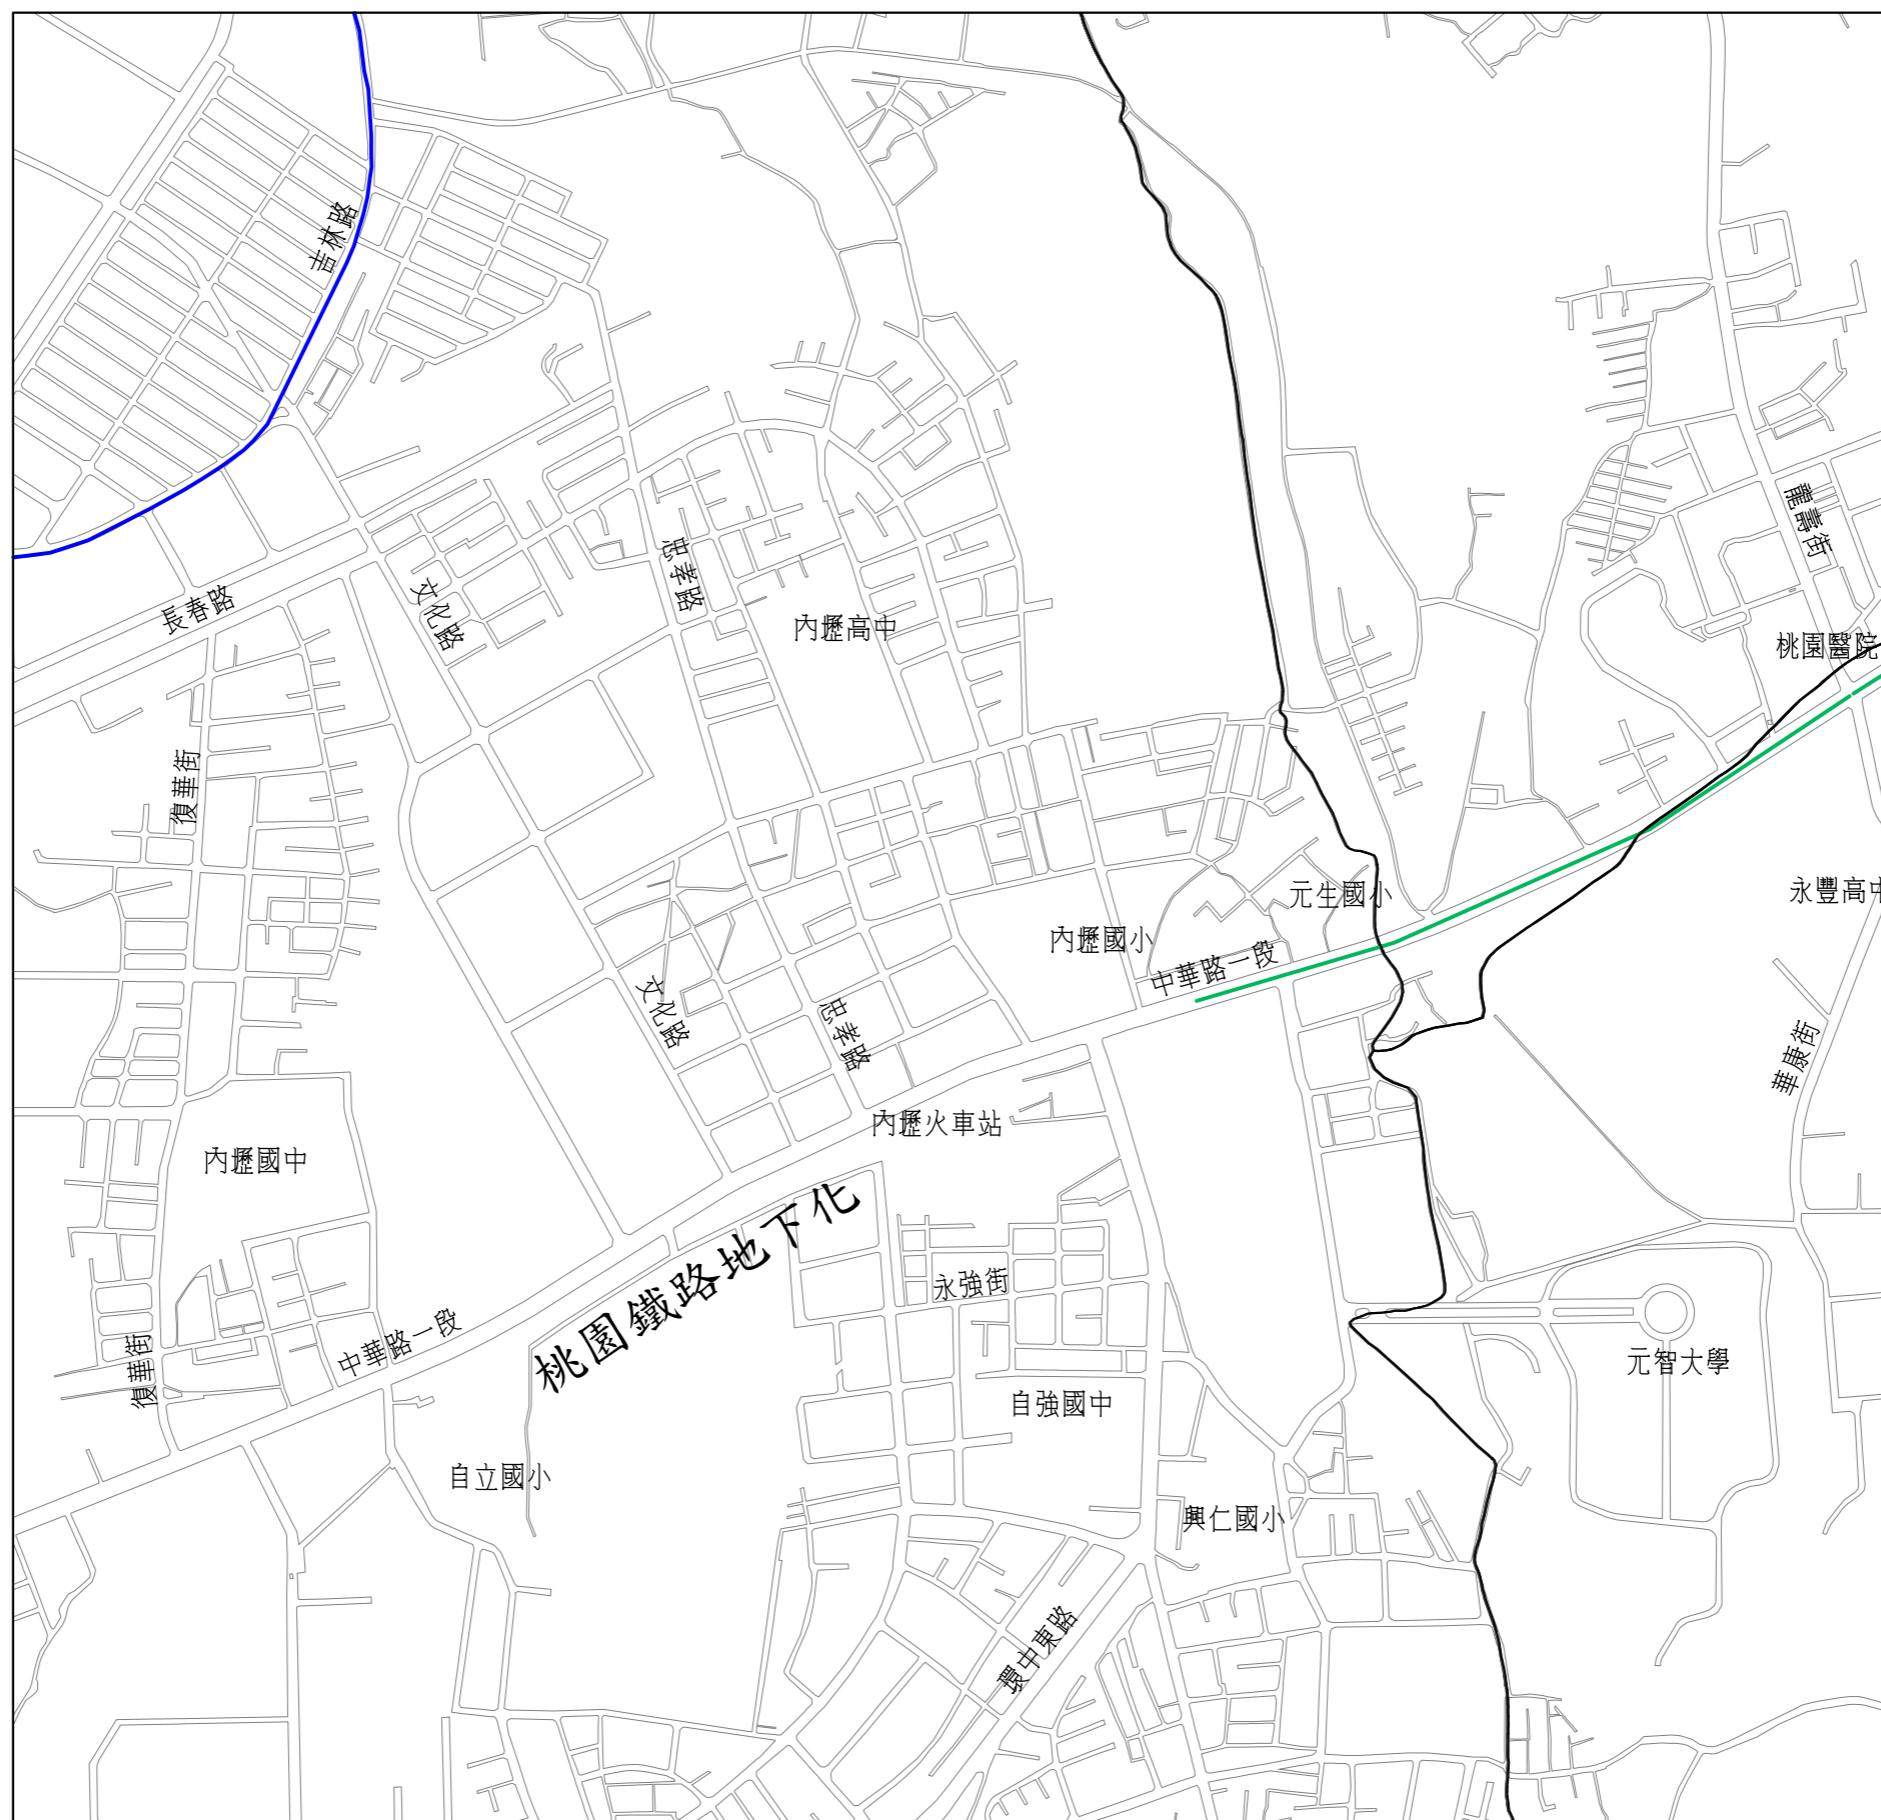 吉林路
龍壽街
忠孝路
文化路
長春路
內壢高中
桃園醫院
復華街
元生國小
永豐高中
內壢國小
中華路一段
文化路
忠孝路
華康街
內壢火車站
內壢國中
桃園鐵路地下化
永強街
中華路一段
復華街
元智大學
自強國中
自立國小
興仁國小
環中東路